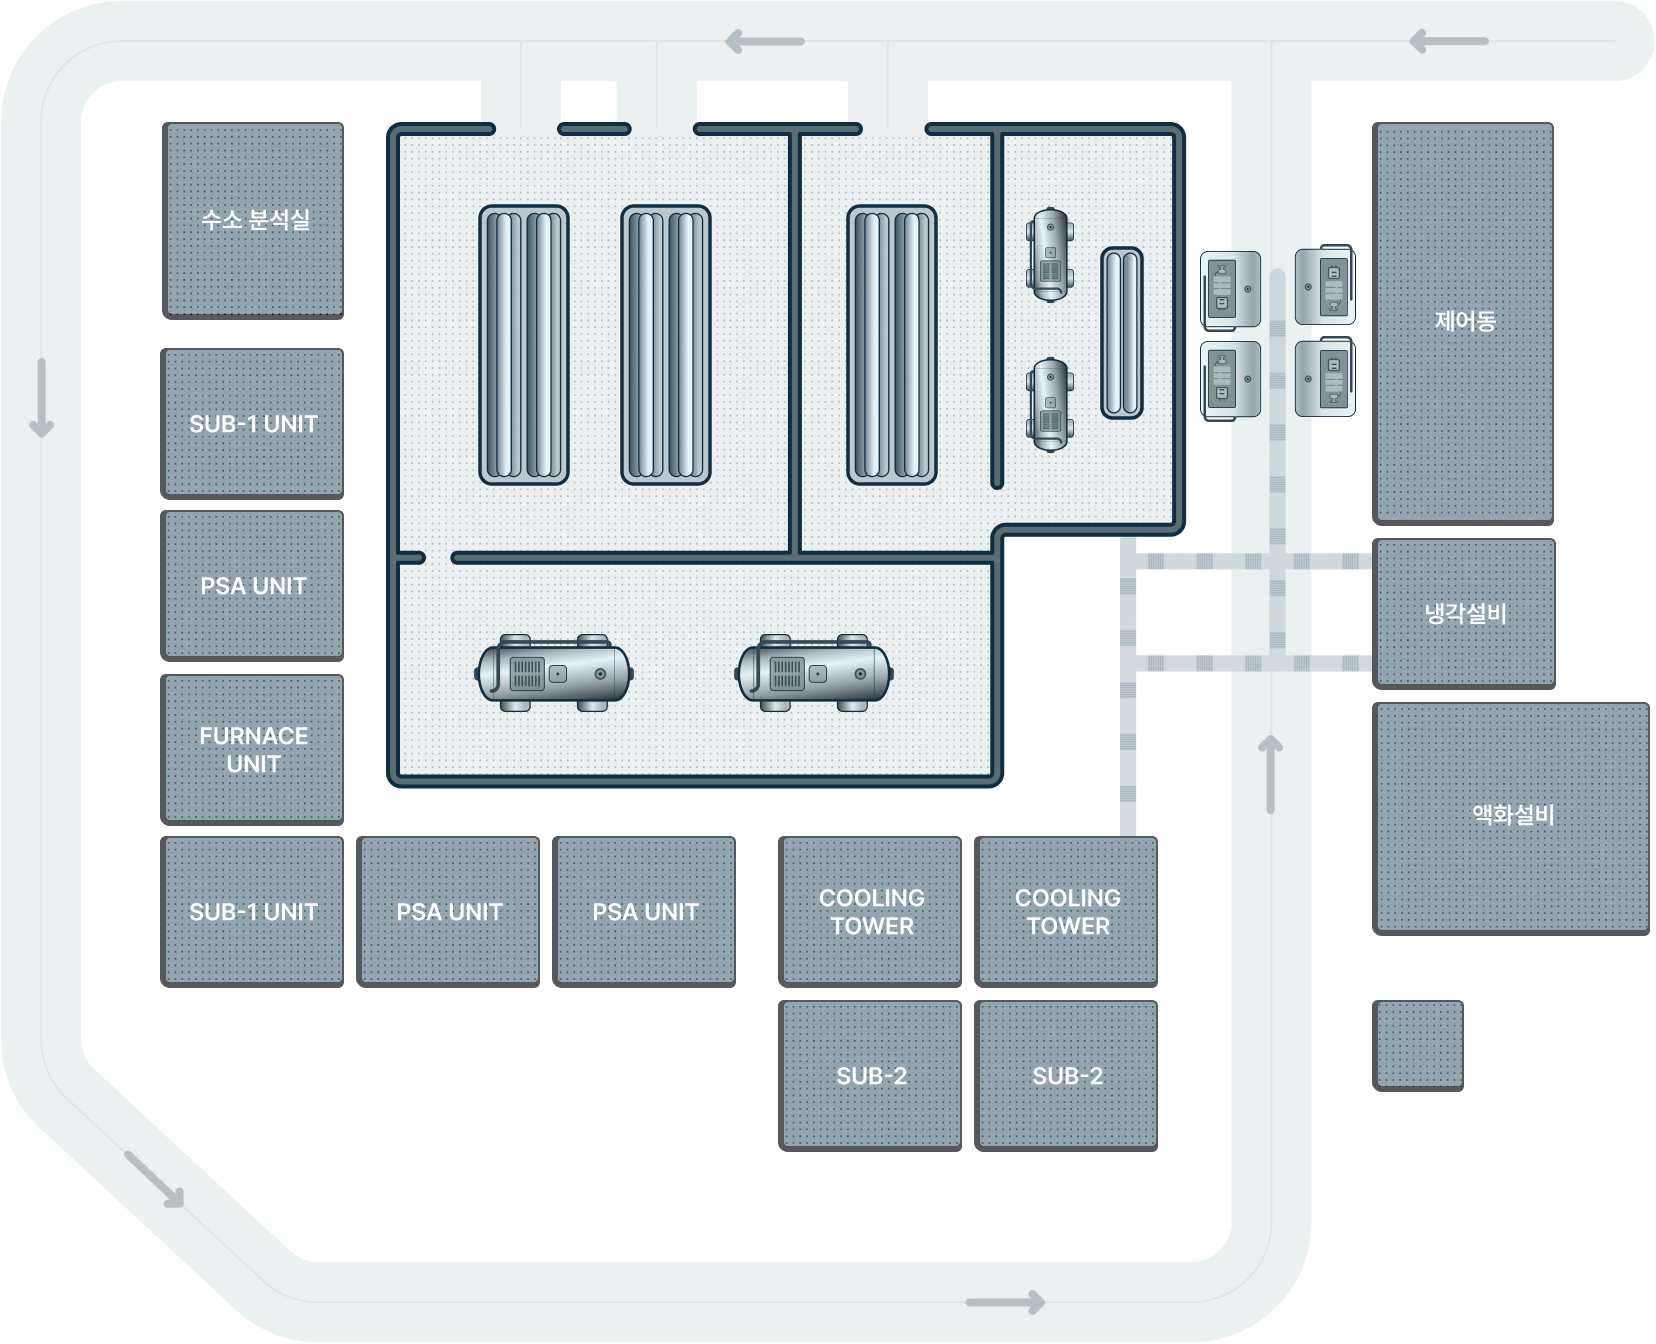 수소 분석실
SUB-1 UNIT
PSA UNIT
FURNACE
UNIT
SUB-1 UNIT
PSA UNIT
PSA UNIT
COOLING
TOWER
COOLING
TOWER
SUB-2
SUB-2
제어동
냉각설비
액화설비